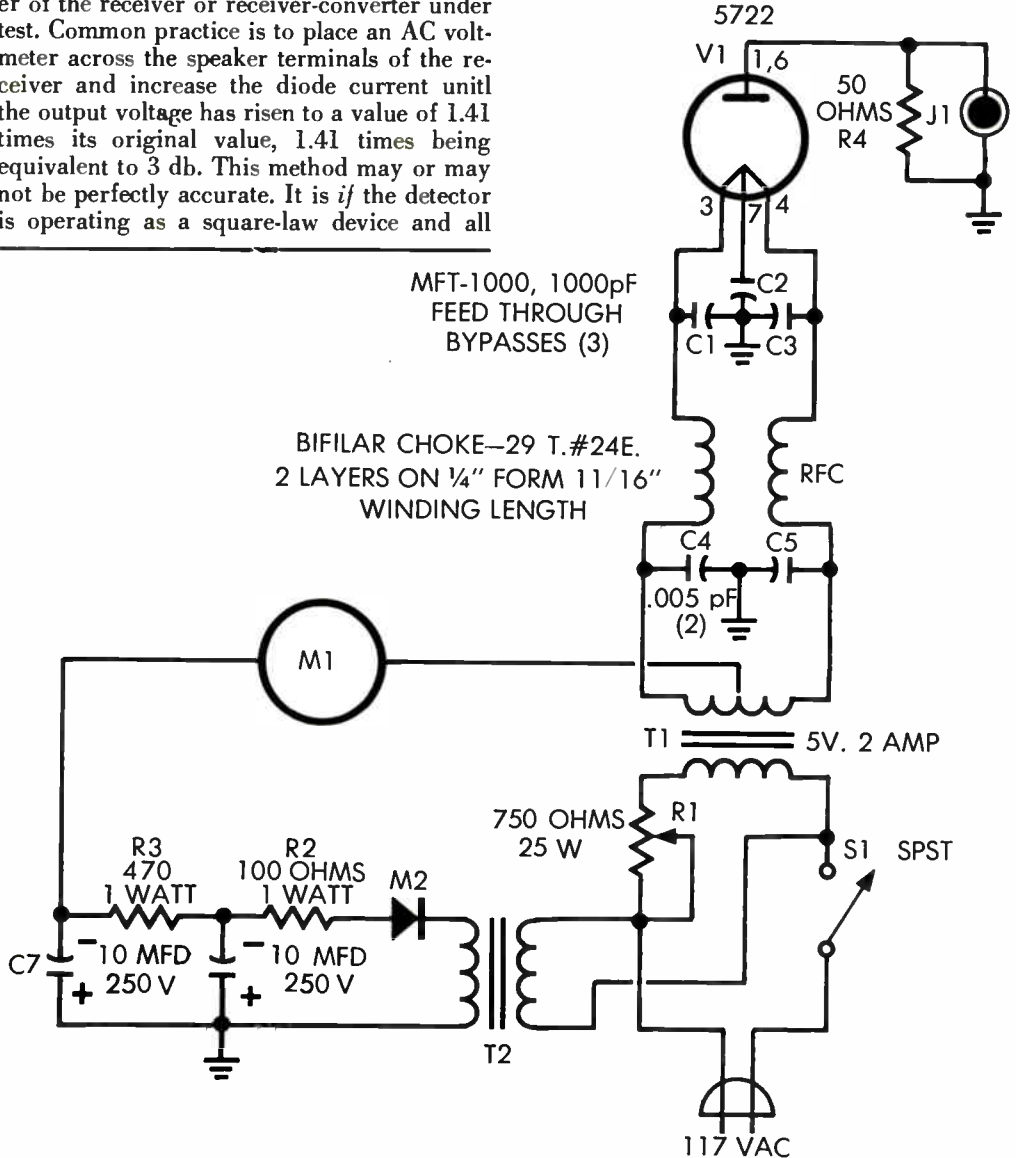 er of the receiver or receiver-converter under
test. Common practice is to place an AC volt-
meter across the speaker terminals of the re-
ceiver and increase the diode current unitl
the output voltage has risen to a value of 1.41
times its original value, 1.41 times being
equivalent to 3 db. This method may or may
not be perfectly accurate. It is if the detector
is operating as a square-law device and all
5722
V1
1,6
50
OHMS
R4
J1
3
7
4
MFT-1000, 1000pF
FEED THROUGH
BYPASSES (3)
C2
C1
C3
BIFILAR CHOKE—29 T.#24E.
2 LAYERS ON ¼" FORM 11/16"
WINDING LENGTH
RFC
C4
C5
.005 pF
(2)
M1
T1
5V. 2 AMP
750 OHMS
25 W
R1
S1 SPST
R3
470
1 WATT
R2
100 OHMS
1 WATT
M2
C7
− 10 MFD
250 V
+
− 10 MFD
250 V
+
T2
117 VAC